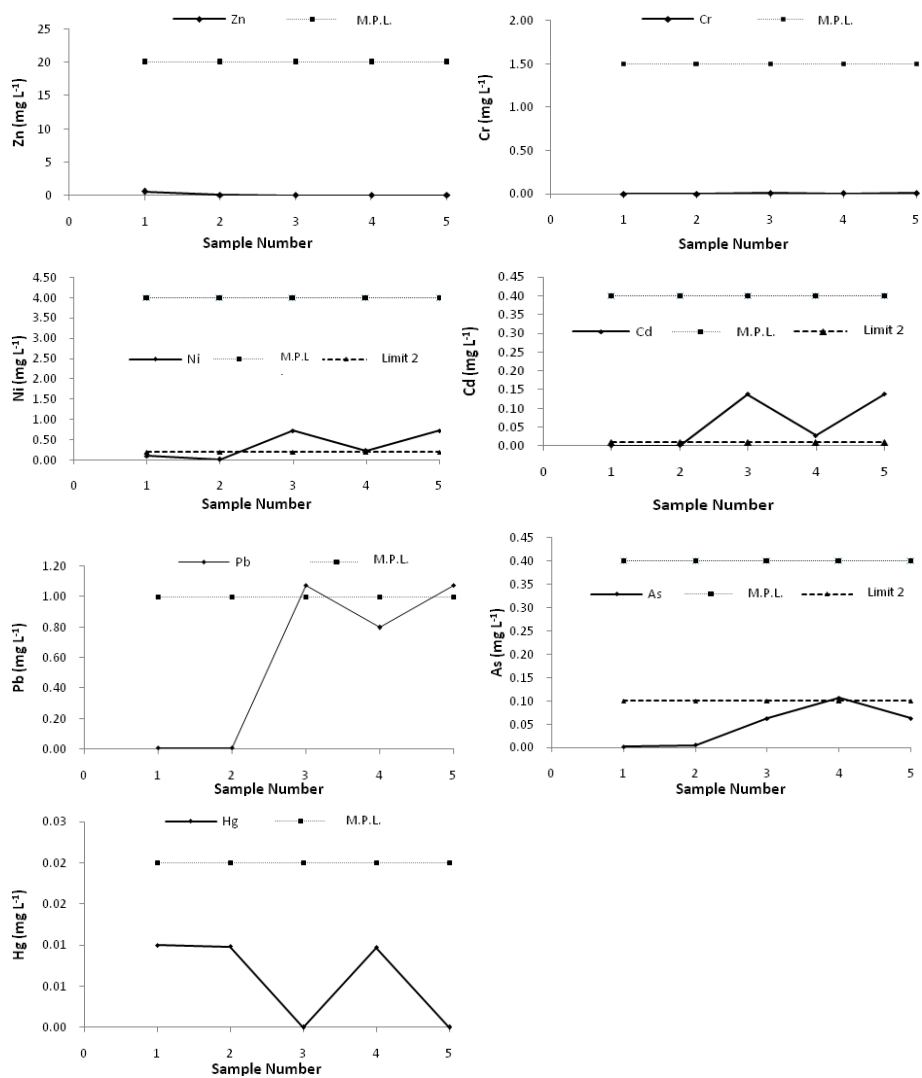 Zn M.P.L.
Zn (mg L-1)
25
20
15
10
5
0
0 1 2 3 4 5
Sample Number
Cr M.P.L.
Cr (mg L-1)
2.00
1.50
1.00
0.50
0.00
0 1 2 3 4 5
Sample Number
Ni (mg L-1)
4.50
4.00
3.50
3.00
2.50
2.00
1.50
1.00
0.50
0.00
Ni M.P.L. Limit 2
0 1 2 3 4 5
Sample Number
Cd (mg L-1)
0.45
0.40
0.35
0.30
0.25
0.20
0.15
0.10
0.05
0.00
Cd M.P.L. Limit 2
0 1 2 3 4 5
Sample Number
Pb M.P.L.
Pb (mg L-1)
1.20
1.00
0.80
0.60
0.40
0.20
0.00
0 1 2 3 4 5
Sample Number
As (mg L-1)
0.45
0.40
0.35
0.30
0.25
0.20
0.15
0.10
0.05
0.00
As M.P.L. Limit 2
0 1 2 3 4 5
Sample Number
Hg M.P.L.
Hg (mg L-1)
0.03
0.02
0.02
0.01
0.01
0.00
0 1 2 3 4 5
Sample Number